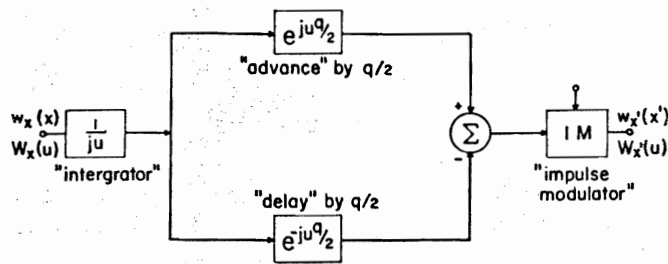 e^{juq/2}
"advance" by q/2
w_x(x)
W_x(u)
1/ju
"intergrator"
+
Σ
-
I M
w_x'(x')
W_x'(u)
"impulse
modulator"
"delay" by q/2
e^{-juq/2}